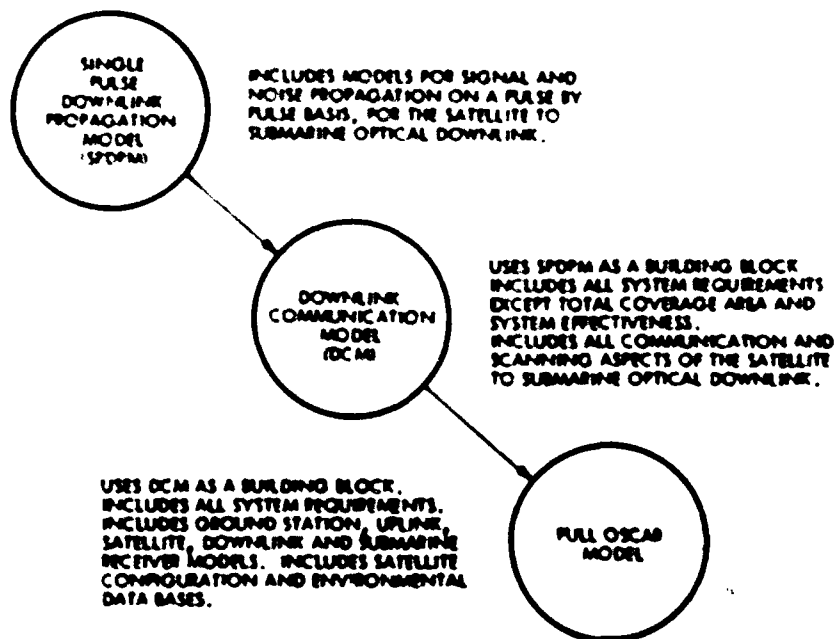 SINGLE
PULSE
DOWNLINK
PROPAGATION
MODEL
(SPDPM)
INCLUDES MODELS FOR SIGNAL AND
NOISE PROPAGATION ON A PULSE BY
PULSE BASIS, FOR THE SATELLITE TO
SUBMARINE OPTICAL DOWNLINK.
DOWNLINK
COMMUNICATION
MODEL
(DCM)
USES SPDPM AS A BUILDING BLOCK
INCLUDES ALL SYSTEM REQUIREMENTS
EXCEPT TOTAL COVERAGE AREA AND
SYSTEM EFFECTIVENESS.
INCLUDES ALL COMMUNICATION AND
SCANNING ASPECTS OF THE SATELLITE
TO SUBMARINE OPTICAL DOWNLINK.
USES DCM AS A BUILDING BLOCK.
INCLUDES ALL SYSTEM REQUIREMENTS.
INCLUDES GROUND STATION, UPLINK,
SATELLITE, DOWNLINK AND SUBMARINE
RECEIVER MODELS. INCLUDES SATELLITE
CONFIGURATION AND ENVIRONMENTAL
DATA BASES.
FULL OSCAR
MODEL